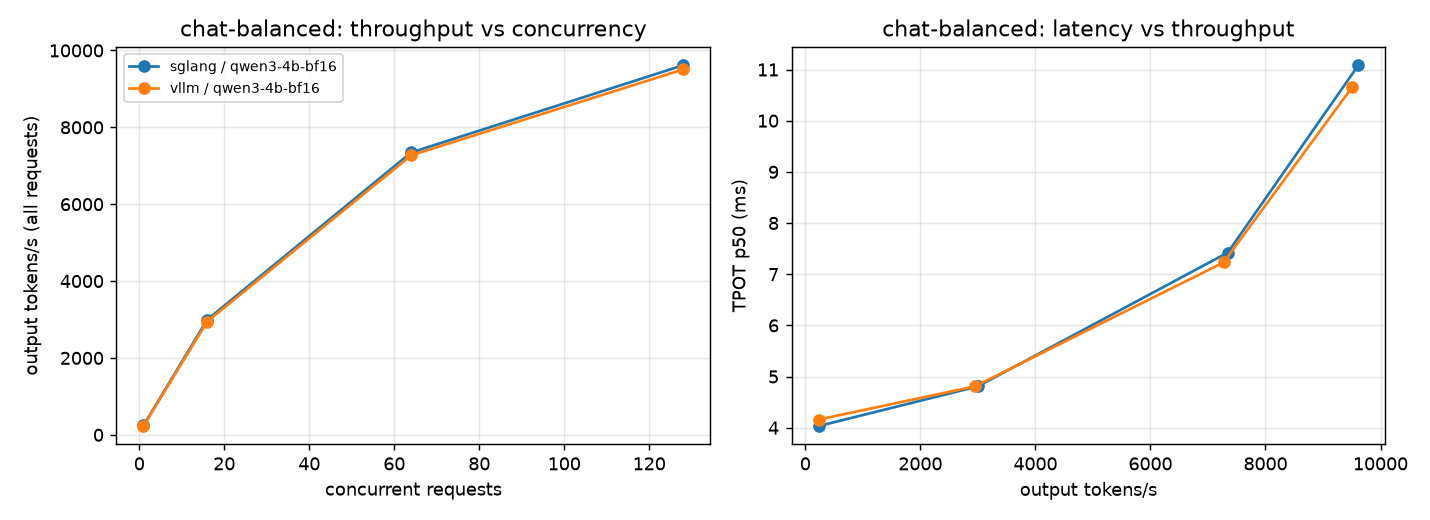 chat-balanced: throughput vs concurrency
sglang / qwen3-4b-bf16
vllm / qwen3-4b-bf16
output tokens/s (all requests)
10000
8000
6000
4000
2000
0
0 20 40 60 80 100 120
concurrent requests
chat-balanced: latency vs throughput
TPOT p50 (ms)
11
10
9
8
7
6
5
4
0 2000 4000 6000 8000 10000
output tokens/s